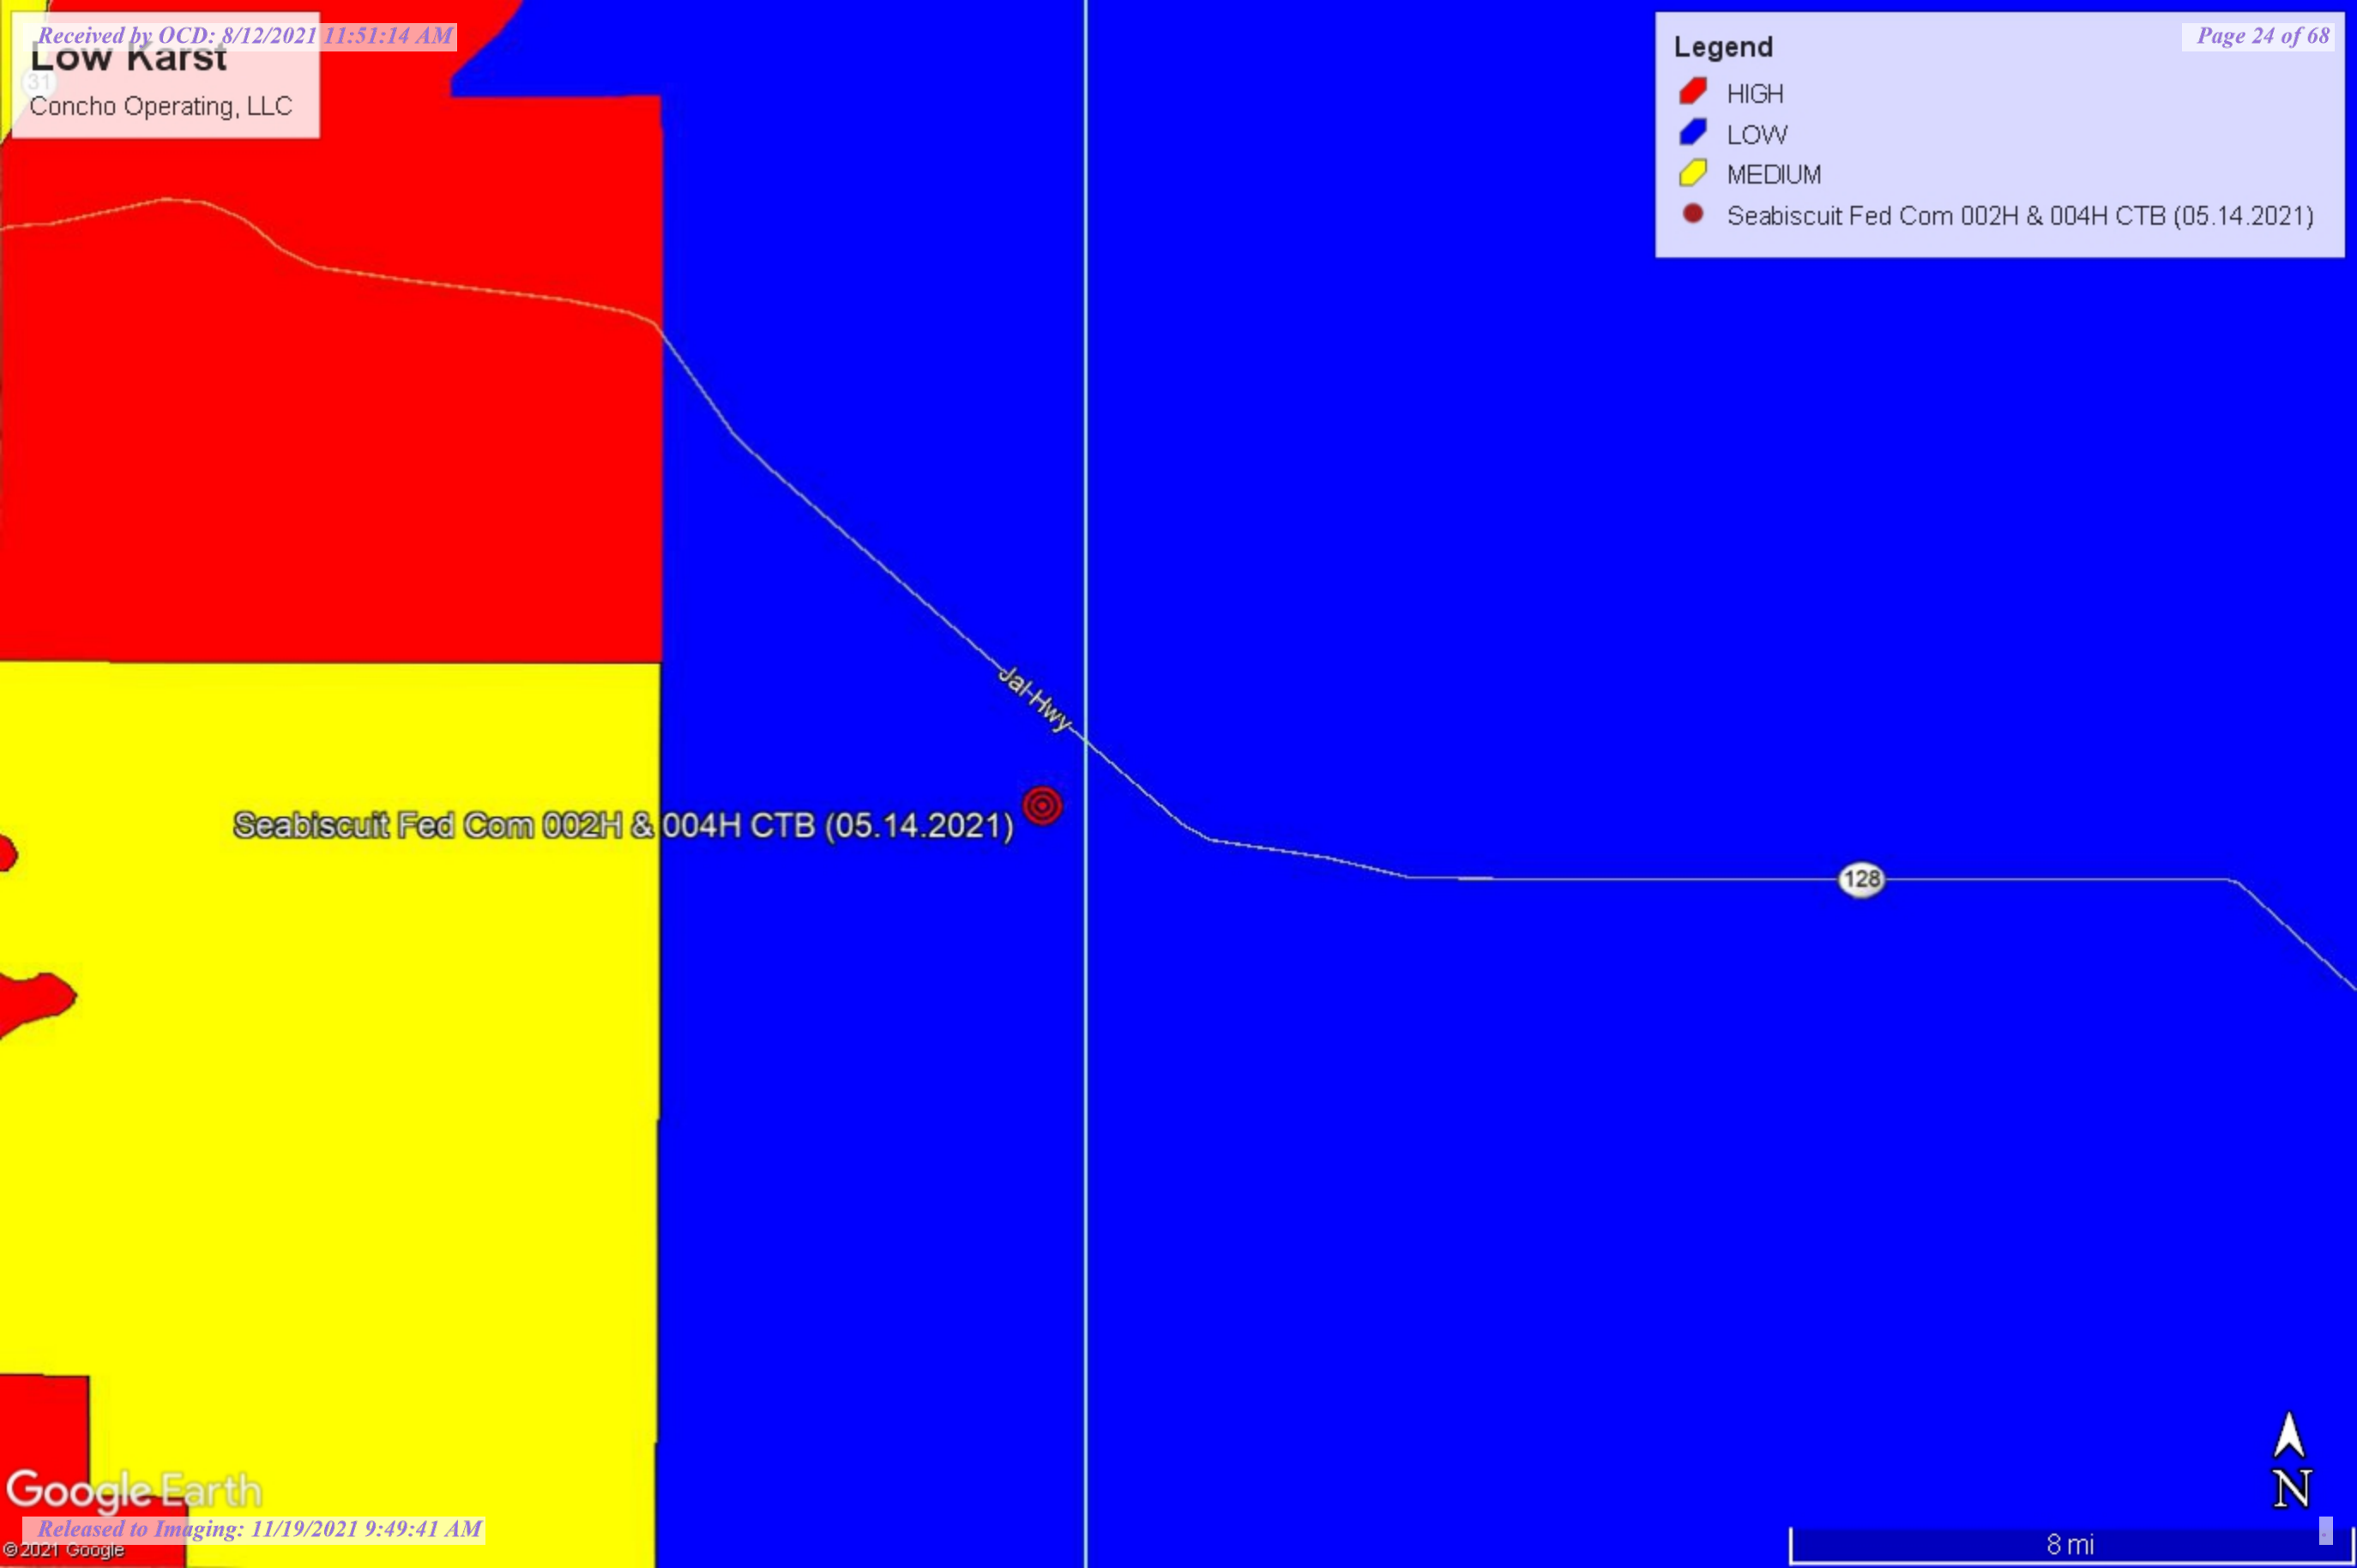 Received by OCD: 8/12/2021 11:51:14 AM
Page 24 of 68
Low Karst
31
Concho Operating, LLC
Legend
HIGH
LOW
MEDIUM
Seabiscuit Fed Com 002H & 004H CTB (05.14.2021)
Jal-Hwy
Seabiscuit Fed Com 002H & 004H CTB (05.14.2021)
128
N
Google Earth
Released to Imaging: 11/19/2021 9:49:41 AM
© 2021 Google
8 mi